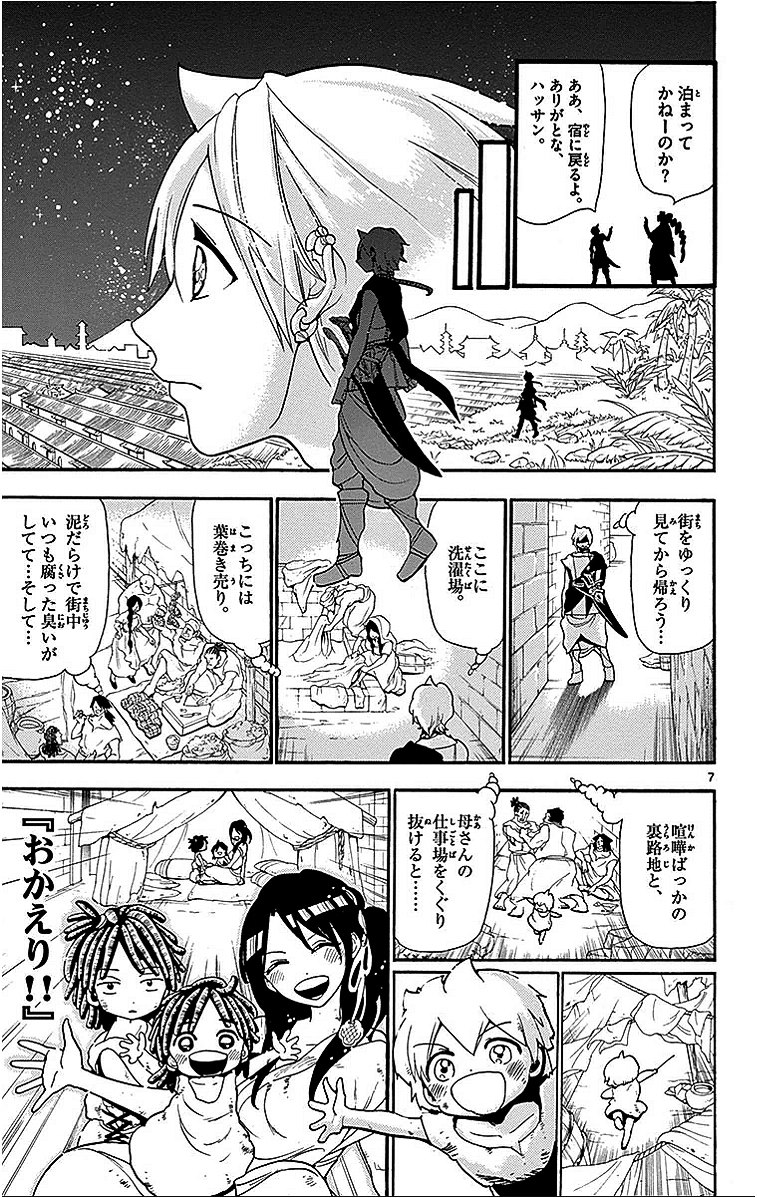 泊まって
かねーのか？
ああ、宿に戻るよ。
ありがとな、
ハッサン。
街をゆっくり
見てから帰ろう…
ここに
洗濯場。
こっちには
葉巻き売り。
泥だらけで街中
いつも腐った臭いが
してて…そして…
7
喧嘩ばっかの
裏路地と、
母さんの
仕事場をくぐり
抜けると……
『おかえり!!』